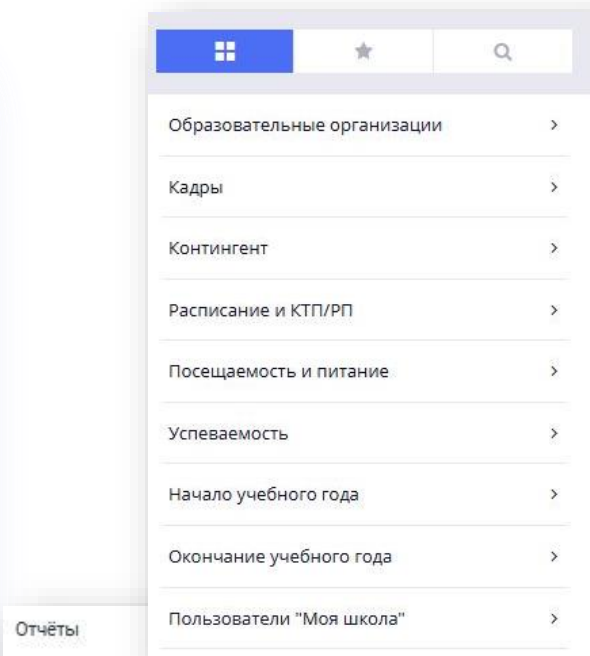 Образовательные организации
Кадры
Контингент
Расписание и КТП/РП
Посещаемость и питание
Успеваемость
Начало учебного года
Окончание учебного года
Отчёты
Пользователи "Моя школа"